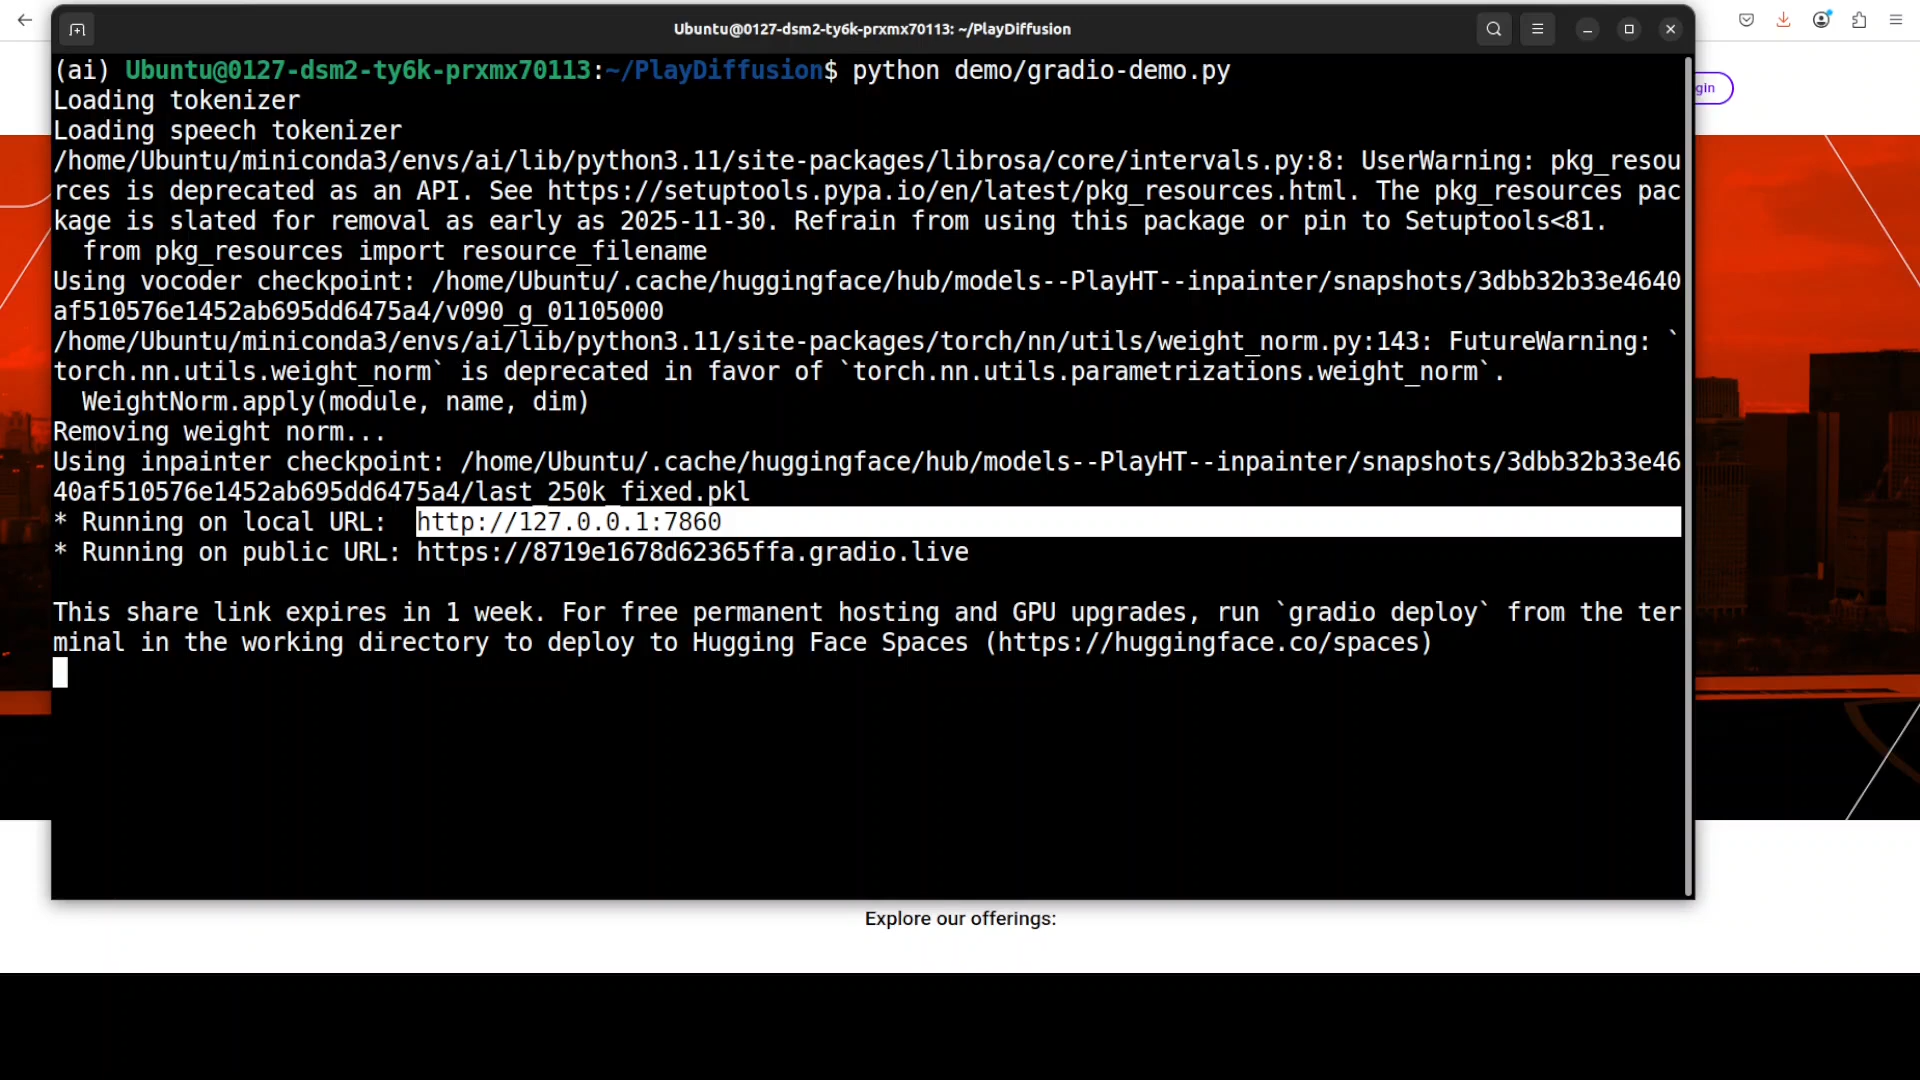 Ubuntu@0127-dsm2-ty6k-prxmx70113: ~/PlayDiffusion
(ai) Ubuntu@0127-dsm2-ty6k-prxmx70113:~/PlayDiffusion$ python demo/gradio-demo.py
gin
Loading tokenizer
Loading speech tokenizer
/home/Ubuntu/miniconda3/envs/ai/lib/python3.11/site-packages/librosa/core/intervals.py:8: UserWarning: pkg_resou
rces is deprecated as an API. See https://setuptools.pypa.io/en/latest/pkg_resources.html. The pkg_resources pac
kage is slated for removal as early as 2025-11-30. Refrain from using this package or pin to Setuptools<81.
  from pkg_resources import resource_filename
Using vocoder checkpoint: /home/Ubuntu/.cache/huggingface/hub/models--PlayHT--inpainter/snapshots/3dbb32b33e4640
af510576e1452ab695dd6475a4/v090_g_01105000
/home/Ubuntu/miniconda3/envs/ai/lib/python3.11/site-packages/torch/nn/utils/weight_norm.py:143: FutureWarning: `
torch.nn.utils.weight_norm` is deprecated in favor of `torch.nn.utils.parametrizations.weight_norm`.
  WeightNorm.apply(module, name, dim)
Removing weight norm...
Using inpainter checkpoint: /home/Ubuntu/.cache/huggingface/hub/models--PlayHT--inpainter/snapshots/3dbb32b33e46
40af510576e1452ab695dd6475a4/last_250k_fixed.pkl
* Running on local URL:  http://127.0.0.1:7860
* Running on public URL: https://8719e1678d62365ffa.gradio.live
This share link expires in 1 week. For free permanent hosting and GPU upgrades, run `gradio deploy` from the ter
minal in the working directory to deploy to Hugging Face Spaces (https://huggingface.co/spaces)
Explore our offerings: